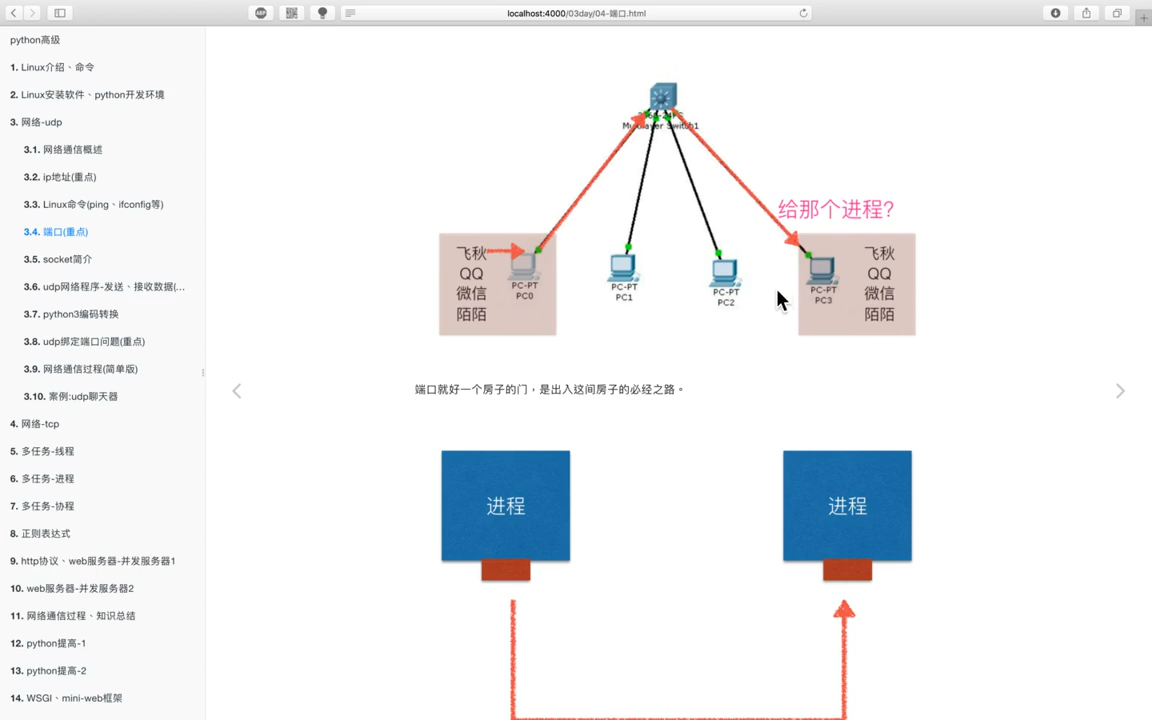 localhost:4000/03day/04-端口.html
ABP
python高级
1. Linux介绍、命令
2. Linux安装软件、python开发环境
3. 网络-udp
3.1. 网络通信概述
3.2. ip地址(重点)
3.3. Linux命令(ping、ifconfig等)
3.4. 端口(重点)
3.5. socket简介
3.6. udp网络程序-发送、接收数据(...
3.7. python3编码转换
3.8. udp绑定端口问题(重点)
3.9. 网络通信过程(简单版)
3.10. 案例:udp聊天器
4. 网络-tcp
5. 多任务-线程
6. 多任务-进程
7. 多任务-协程
8. 正则表达式
9. http协议、web服务器-并发服务器1
10. web服务器-并发服务器2
11. 网络通信过程、知识总结
12. python提高-1
13. python提高-2
14. WSGI、mini-web框架
Switch1
给那个进程?
飞秋
QQ
微信
陌陌
PC-PT
PC0
PC-PT
PC1
PC-PT
PC2
PC-PT
PC3
飞秋
QQ
微信
陌陌
端口就好一个房子的门，是出入这间房子的必经之路。
进程
进程